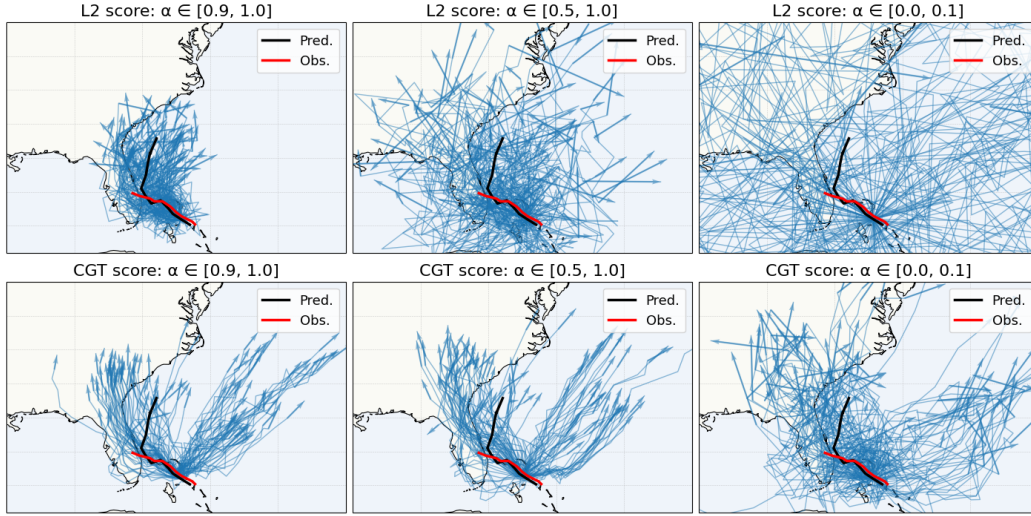 L2 score: α ∈ [0.9, 1.0]
Pred.
Obs.
L2 score: α ∈ [0.5, 1.0]
Pred.
Obs.
L2 score: α ∈ [0.0, 0.1]
Pred.
Obs.
CGT score: α ∈ [0.9, 1.0]
Pred.
Obs.
CGT score: α ∈ [0.5, 1.0]
Pred.
Obs.
CGT score: α ∈ [0.0, 0.1]
Pred.
Obs.